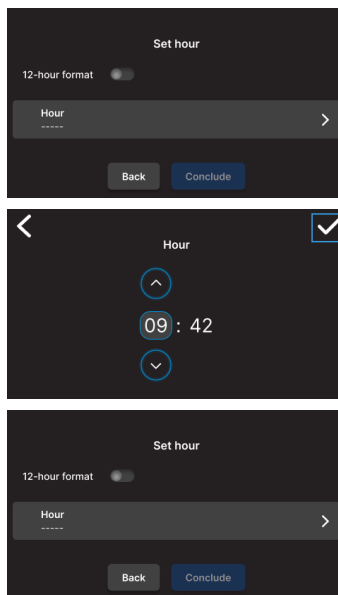 Set hour
12-hour format
Hour
-----
Back Conclude
Hour
09 : 42
Set hour
12-hour format
Hour
-----
Back Conclude